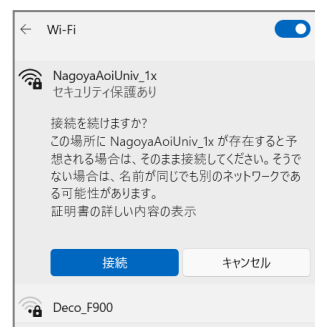 ← Wi-Fi
NagoyaAoiUniv_1x
セキュリティ保護あり
接続を続けますか?
この場所に NagoyaAoiUniv_1x が存在すると予
想される場合は、そのまま接続してください。そうで
ない場合は、名前が同じでも別のネットワークであ
る可能性があります。
証明書の詳しい内容の表示
接続 キャンセル
Deco_F900